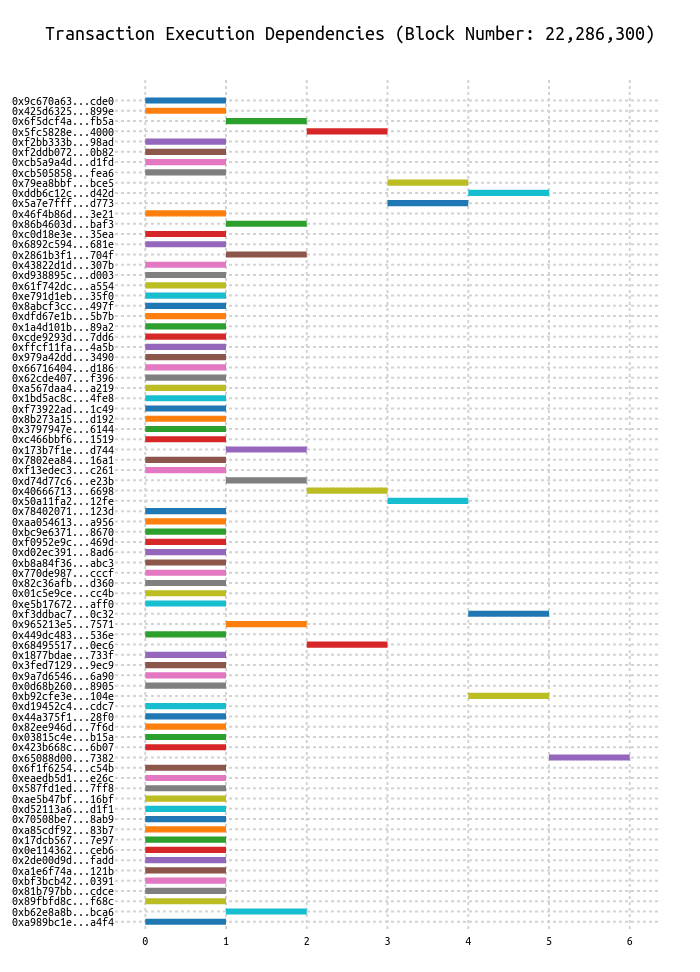 Transaction Execution Dependencies (Block Number: 22,286,300)
0x9c670a63...cde0
0x425d6325...899e
0x6f5dcf4a...fb5a
0x5fc5828e...4000
0xf2bb333b...98ad
0xf2ddb072...0b82
0xcb5a9a4d...d1fd
0xcb505858...fea6
0x79ea8bbf...bce5
0xddb6c12c...d42d
0x5a7e7fff...d773
0x46f4b86d...3e21
0x86b4603d...baf3
0xc0d18e3e...35ea
0x6892c594...681e
0x2861b3f1...704f
0x43822d1d...307b
0xd938895c...d003
0x61f742dc...a554
0xe791d1eb...35f0
0x8abcf3cc...497f
0xdfd67e1b...5b7b
0x1a4d101b...89a2
0xcde9293d...7dd6
0xffcf11fa...4a5b
0x979a42dd...3490
0x66716404...d186
0x62cde407...f396
0xa567daa4...a219
0x1bd5ac8c...4fe8
0xf73922ad...1c49
0x8b273a15...d192
0x3797947e...6144
0xc466bbf6...1519
0x173b7f1e...d744
0x7802ea84...16a1
0xf13edec3...c261
0xd74d77c6...e23b
0x40666713...6698
0x50a11fa2...12fe
0x78402071...123d
0xaa054613...a956
0xbc9e6371...8670
0xf0952e9c...469d
0xd02ec391...8ad6
0xb8a84f36...abc3
0x770de987...cccf
0x82c36afb...d360
0x01c5e9ce...cc4b
0xe5b17672...aff0
0xf3ddbac7...0c32
0x965213e5...7571
0x449dc483...536e
0x68495517...0ec6
0x1877bdae...733f
0x3fed7129...9ec9
0x9a7d6546...6a90
0x0d68b260...8905
0xb92cfe3e...104e
0xd19452c4...cdc7
0x44a375f1...28f0
0x82ee946d...7f6d
0x03815c4e...b15a
0x423b668c...6b07
0x65088d00...7382
0x6f1f6254...c54b
0xeaedb5d1...e26c
0x587fd1ed...7ff8
0xae5b47bf...16bf
0xd52113a6...d1f1
0x70508be7...8ab9
0xa85cdf92...83b7
0x17dcb567...7e97
0x0e114362...ceb6
0x2de00d9d...fadd
0xa1e6f74a...121b
0xbf3bcb42...0391
0x81b797bb...cdce
0x89fbfd8c...f68c
0xb62e8a8b...bca6
0xa989bc1e...a4f4
0 1 2 3 4 5 6